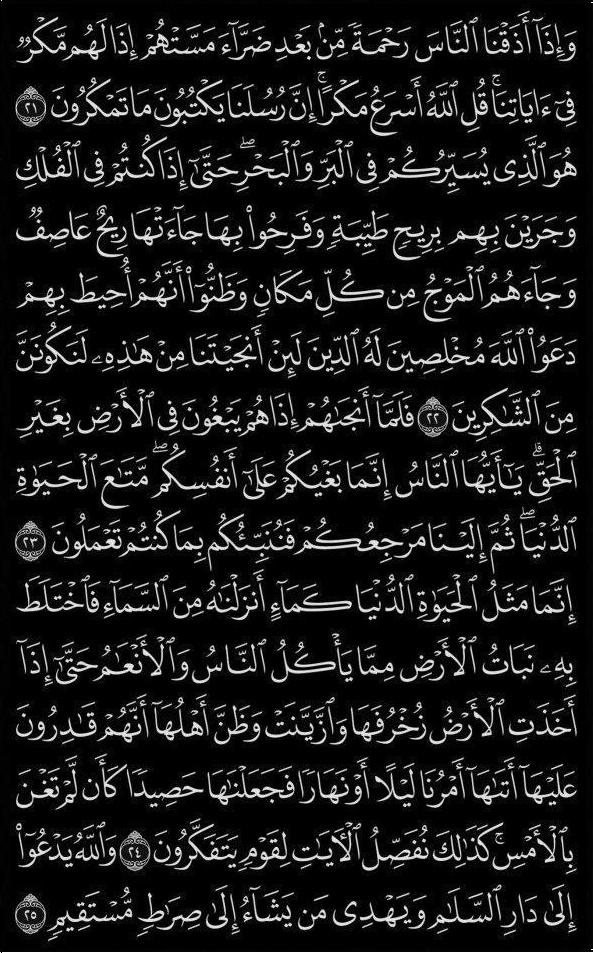 وَإِذَآ أَذَقْنَا ٱلنَّاسَ رَحْمَةً مِّنۢ بَعْدِ ضَرَّآءَ مَسَّتْهُمْ إِذَا لَهُم مَّكْرٌ
فِىٓ ءَايَاتِنَا ۚ قُلِ ٱللَّهُ أَسْرَعُ مَكْرًا ۚ إِنَّ رُسُلَنَا يَكْتُبُونَ مَا تَمْكُرُونَ ٢١
هُوَ ٱلَّذِى يُسَيِّرُكُمْ فِى ٱلْبَرِّ وَٱلْبَحْرِ ۖ حَتَّىٰٓ إِذَا كُنتُمْ فِى ٱلْفُلْكِ
وَجَرَيْنَ بِهِم بِرِيحٍ طَيِّبَةٍ وَفَرِحُوا۟ بِهَا جَآءَتْهَا رِيحٌ عَاصِفٌ
وَجَآءَهُمُ ٱلْمَوْجُ مِن كُلِّ مَكَانٍ وَظَنُّوٓا۟ أَنَّهُمْ أُحِيطَ بِهِمْ
دَعَوُا۟ ٱللَّهَ مُخْلِصِينَ لَهُ ٱلدِّينَ لَئِنْ أَنجَيْتَنَا مِنْ هَـٰذِهِۦ لَنَكُونَنَّ
مِنَ ٱلشَّـٰكِرِينَ ٢٢ فَلَمَّآ أَنجَىٰهُمْ إِذَا هُمْ يَبْغُونَ فِى ٱلْأَرْضِ بِغَيْرِ
ٱلْحَقِّ ۗ يَـٰٓأَيُّهَا ٱلنَّاسُ إِنَّمَا بَغْيُكُمْ عَلَىٰٓ أَنفُسِكُم ۖ مَّتَـٰعَ ٱلْحَيَوٰةِ
ٱلدُّنْيَا ۖ ثُمَّ إِلَيْنَا مَرْجِعُكُمْ فَنُنَبِّئُكُم بِمَا كُنتُمْ تَعْمَلُونَ ٢٣
إِنَّمَا مَثَلُ ٱلْحَيَوٰةِ ٱلدُّنْيَا كَمَآءٍ أَنزَلْنَـٰهُ مِنَ ٱلسَّمَآءِ فَٱخْتَلَطَ
بِهِۦ نَبَاتُ ٱلْأَرْضِ مِمَّا يَأْكُلُ ٱلنَّاسُ وَٱلْأَنْعَـٰمُ حَتَّىٰٓ إِذَآ
أَخَذَتِ ٱلْأَرْضُ زُخْرُفَهَا وَٱزَّيَّنَتْ وَظَنَّ أَهْلُهَآ أَنَّهُمْ قَـٰدِرُونَ
عَلَيْهَآ أَتَىٰهَآ أَمْرُنَا لَيْلًا أَوْ نَهَارًا فَجَعَلْنَـٰهَا حَصِيدًا كَأَن لَّمْ تَغْنَ
بِٱلْأَمْسِ ۚ كَذَٰلِكَ نُفَصِّلُ ٱلْـَٔايَـٰتِ لِقَوْمٍ يَتَفَكَّرُونَ ٢٤ وَٱللَّهُ يَدْعُوٓا۟
إِلَىٰ دَارِ ٱلسَّلَـٰمِ وَيَهْدِى مَن يَشَآءُ إِلَىٰ صِرَٰطٍ مُّسْتَقِيمٍ ٢٥